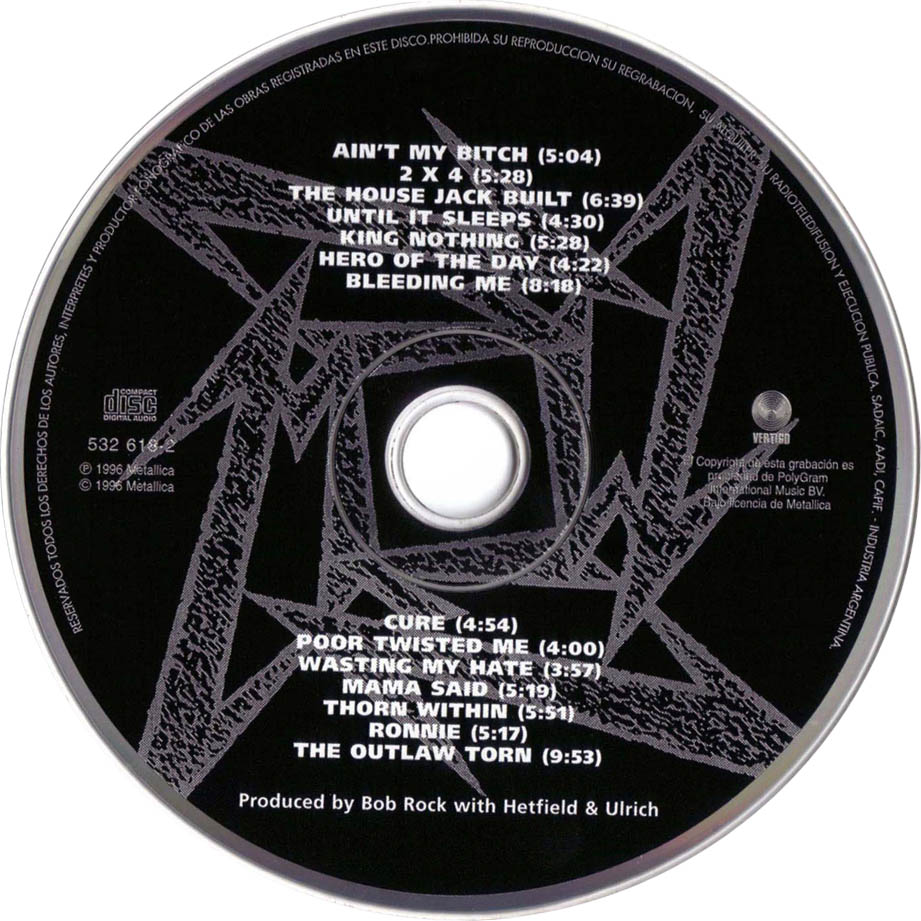 RESERVADOS TODOS LOS DERECHOS DE LOS AUTORES, INTERPRETES Y PRODUCTOR FONOGRAFICO DE LAS OBRAS REGISTRADAS EN ESTE DISCO.PROHIBIDA SU REPRODUCCION SU REGRABACION, SU ALQUILER, SU RADIOTELEDIFUSION Y EJECUCION PUBLICA. SADAIC, AADI, CAPIF. - INDUSTRIA ARGENTINA.
AIN'T MY BITCH (5:04)
2 X 4 (5:28)
THE HOUSE JACK BUILT (6:39)
UNTIL IT SLEEPS (4:30)
KING NOTHING (5:28)
HERO OF THE DAY (4:22)
BLEEDING ME (8:18)
COMPACT
disc
DIGITAL AUDIO
532 618-2
℗ 1996 Metallica
© 1996 Metallica
VERTIGO
El Copyright de esta grabación es
propiedad de PolyGram
International Music BV.
Bajo licencia de Metallica
CURE (4:54)
POOR TWISTED ME (4:00)
WASTING MY HATE (3:57)
MAMA SAID (5:19)
THORN WITHIN (5:51)
RONNIE (5:17)
THE OUTLAW TORN (9:53)
Produced by Bob Rock with Hetfield & Ulrich